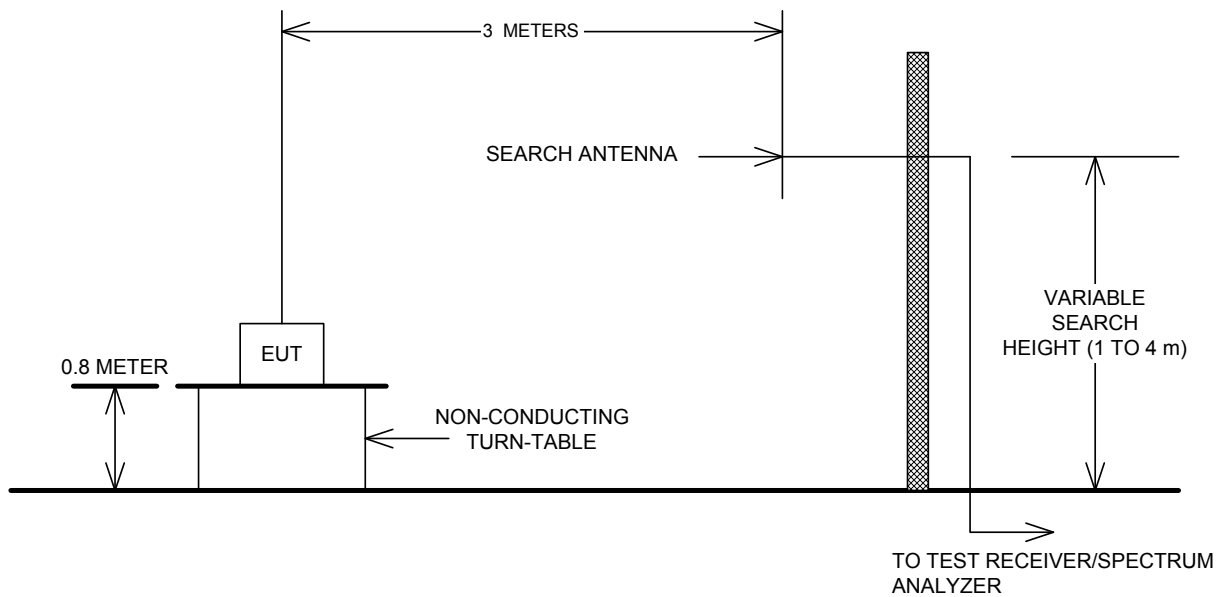 3 METERS
SEARCH ANTENNA
VARIABLE
SEARCH
HEIGHT (1 TO 4 m)
EUT
0.8 METER
NON-CONDUCTING
TURN-TABLE
TO TEST RECEIVER/SPECTRUM
ANALYZER